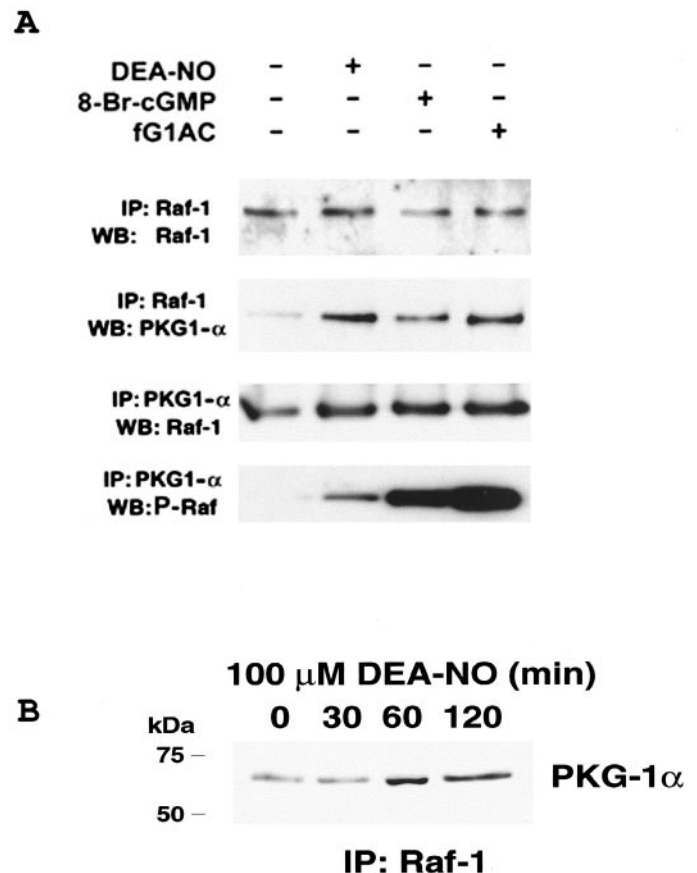 A
DEA-NO - + - -
8-Br-cGMP - - + -
fG1AC - - - +
IP: Raf-1
WB: Raf-1
IP: Raf-1
WB: PKG1-α
IP: PKG1-α
WB: Raf-1
IP: PKG1-α
WB:P-Raf
B
100 μM DEA-NO (min)
kDa 0 30 60 120
75 –
PKG-1α
50 –
IP: Raf-1